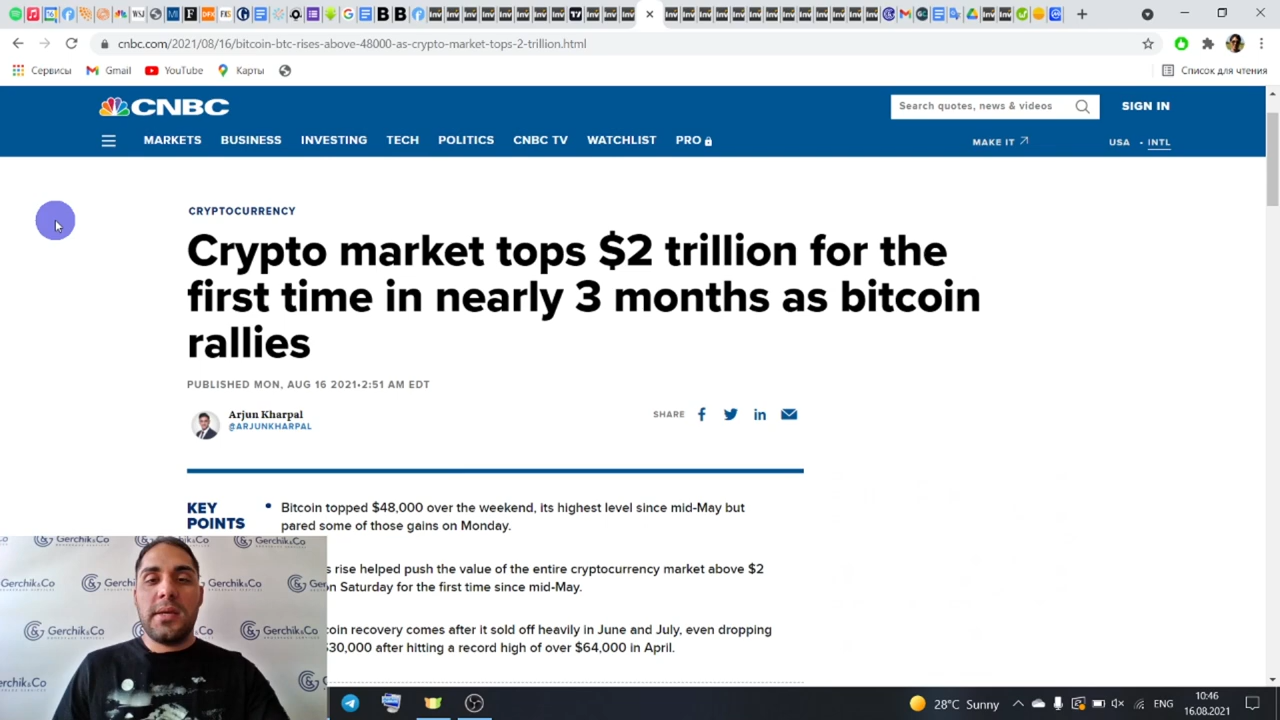 cnbc.com/2021/08/16/bitcoin-btc-rises-above-48000-as-crypto-market-tops-2-trillion.html
Сервисы Gmail YouTube Карты Список для чтения
CNBC Search quotes, news & videos SIGN IN
MARKETS BUSINESS INVESTING TECH POLITICS CNBC TV WATCHLIST PRO MAKE IT USA - INTL
CRYPTOCURRENCY
Crypto market tops $2 trillion for the
first time in nearly 3 months as bitcoin
rallies
PUBLISHED MON, AUG 16 2021•2:51 AM EDT
Arjun Kharpal
@ARJUNKHARPAL
SHARE
KEY
POINTS
Bitcoin topped $48,000 over the weekend, its highest level since mid-May but
pared some of those gains on Monday.
rise helped push the value of the entire cryptocurrency market above $2
on Saturday for the first time since mid-May.
coin recovery comes after it sold off heavily in June and July, even dropping
$30,000 after hitting a record high of over $64,000 in April.
Gerchik&Co
28°C Sunny ENG 10:46
16.08.2021